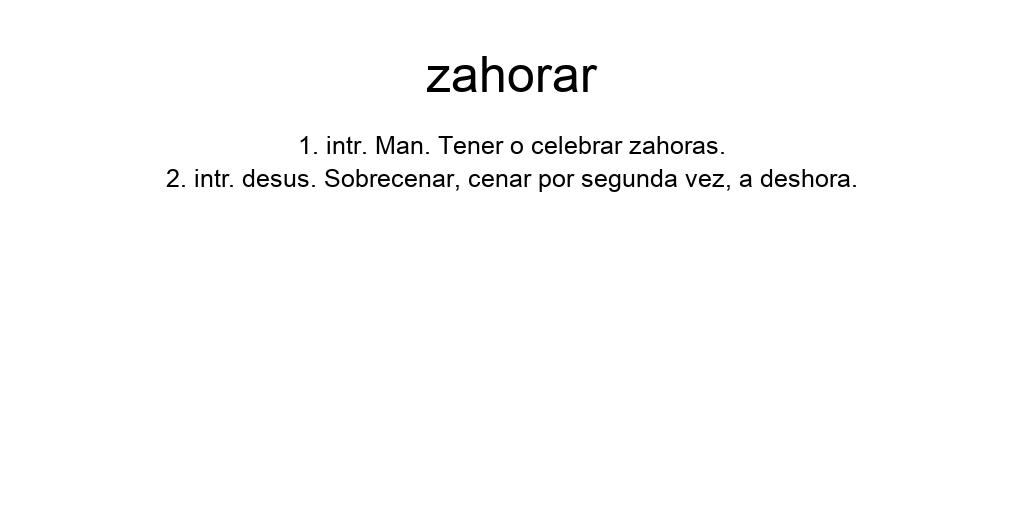 zahorar
1. intr. Man. Tener o celebrar zahoras.
2. intr. desus. Sobrecenar, cenar por segunda vez, a deshora.